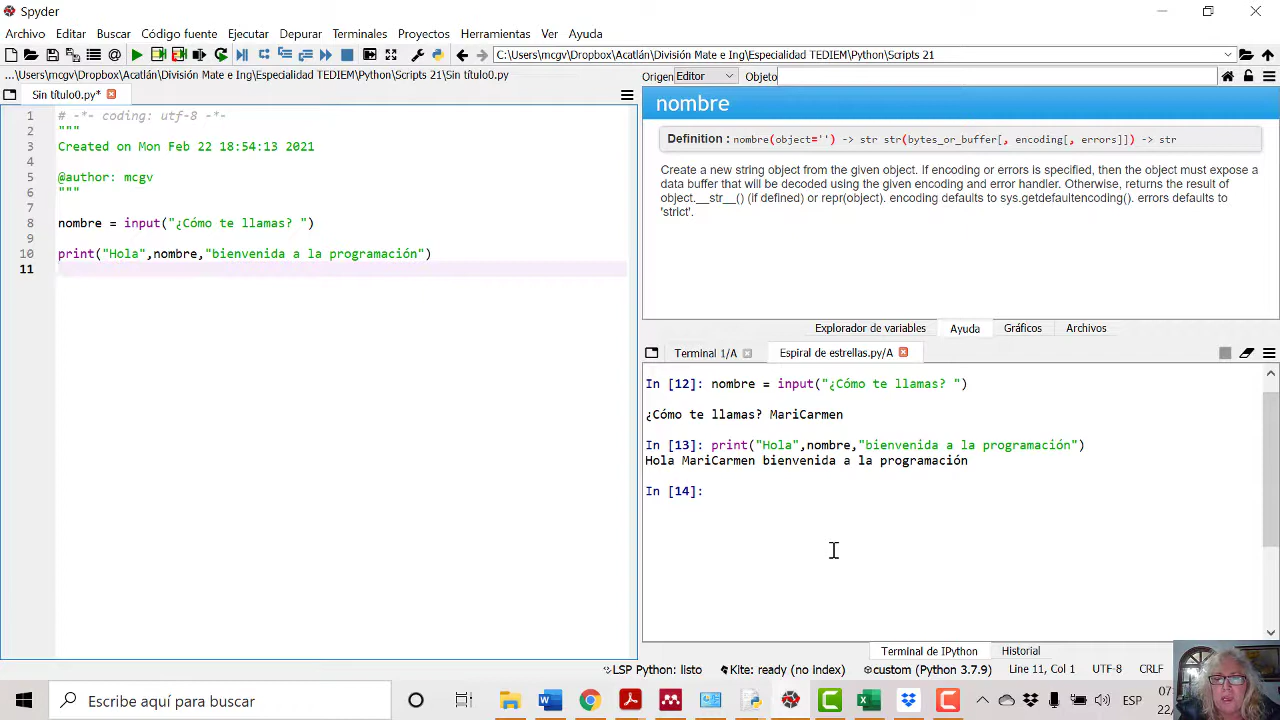 Spyder
Archivo Editar Buscar Código fuente Ejecutar Depurar Terminales Proyectos Herramientas Ver Ayuda
C:\Users\mcgv\Dropbox\Acatlán\División Mate e Ing\Especialidad TEDIEM\Python\Scripts 21
...\Users\mcgv\Dropbox\Acatlán\División Mate e Ing\Especialidad TEDIEM\Python\Scripts 21\Sin título0.py
Sin título0.py*
1 # -*- coding: utf-8 -*-
2 """
3 Created on Mon Feb 22 18:54:13 2021
4
5 @author: mcgv
6 """
7
8 nombre = input("¿Cómo te llamas? ")
9
10 print("Hola",nombre,"bienvenida a la programación")
11
Origen Editor Objeto
nombre
Definition : nombre(object='') -> str str(bytes_or_buffer[, encoding[, errors]]) -> str
Create a new string object from the given object. If encoding or errors is specified, then the object must expose a
data buffer that will be decoded using the given encoding and error handler. Otherwise, returns the result of
object.__str__() (if defined) or repr(object). encoding defaults to sys.getdefaultencoding(). errors defaults to
'strict'.
Explorador de variables Ayuda Gráficos Archivos
Terminal 1/A Espiral de estrellas.py/A
In [12]: nombre = input("¿Cómo te llamas? ")
¿Cómo te llamas? MariCarmen
In [13]: print("Hola",nombre,"bienvenida a la programación")
Hola MariCarmen bienvenida a la programación
In [14]:
Terminal de IPython Historial
LSP Python: listo Kite: ready (no index) custom (Python 3.7.9) Line 11, Col 1 UTF-8 CRLF
Escribe aquí para buscar
ESP
07
22